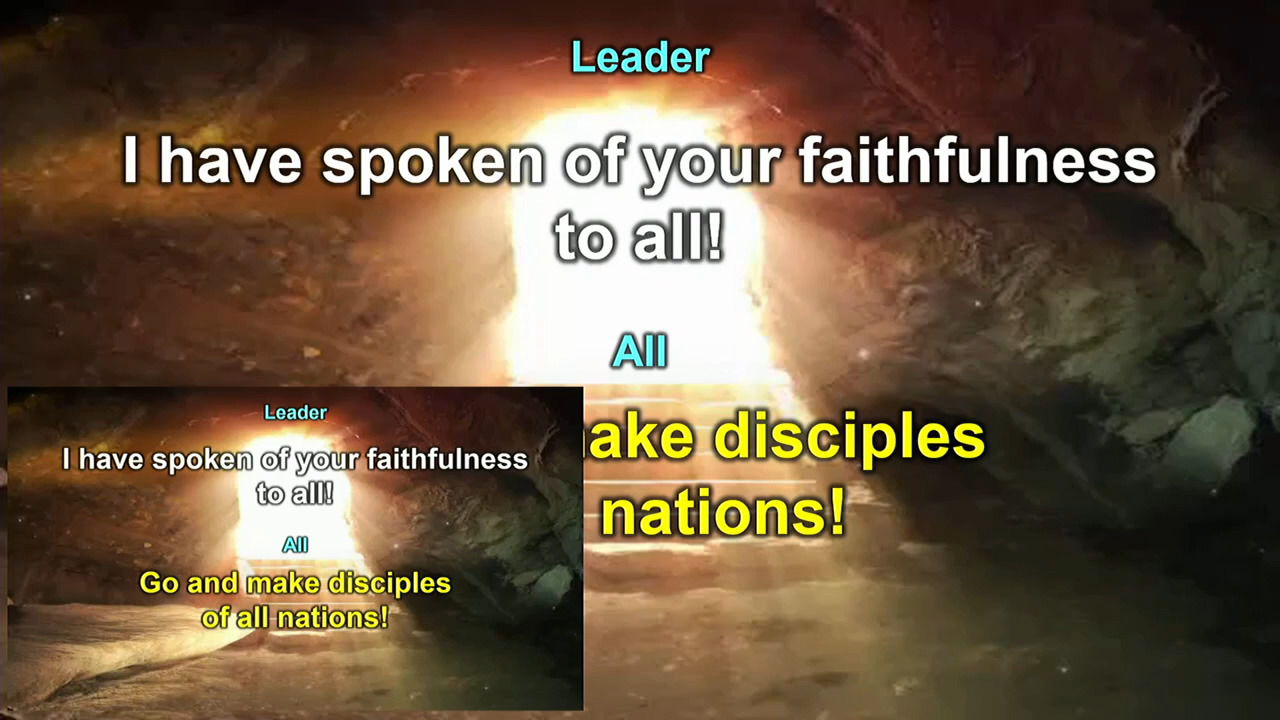 Leader
I have spoken of your faithfulness
to all!
All
ake disciples
nations!
Leader
I have spoken of your faithfulness
to all!
All
Go and make disciples
of all nations!